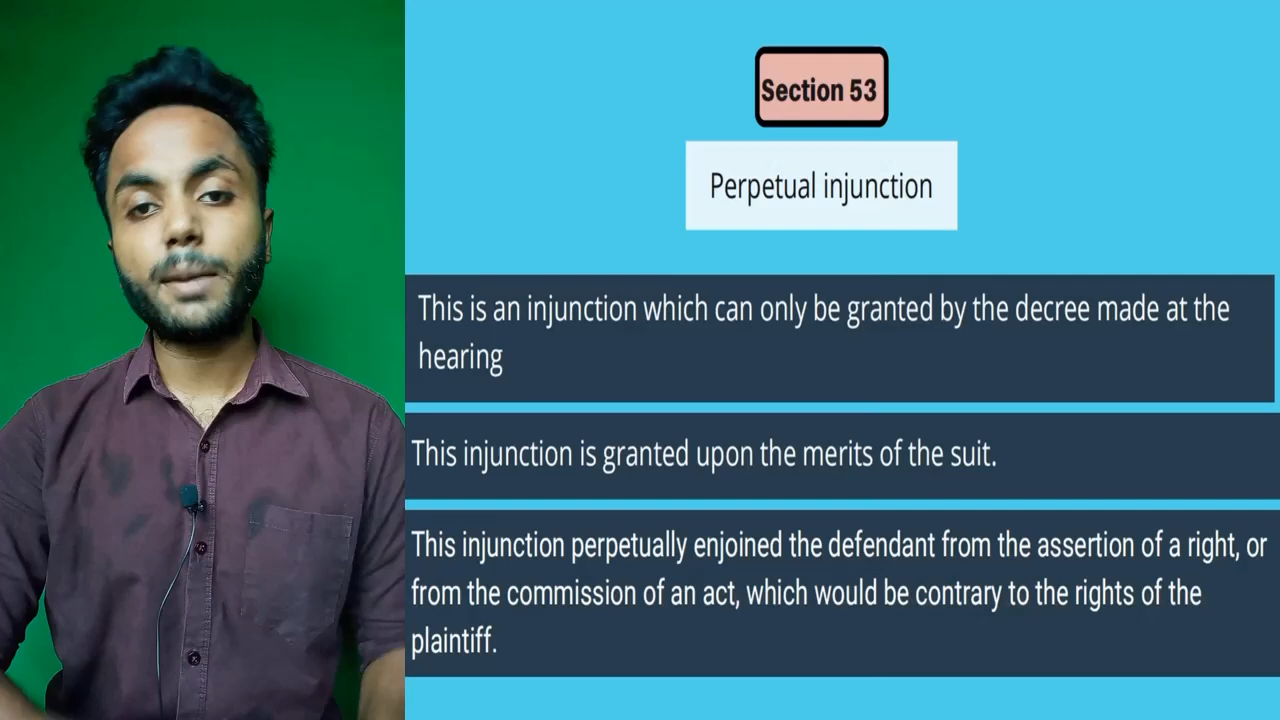 Section 53
Perpetual injunction
This is an injunction which can only be granted by the decree made at the
hearing
This injunction is granted upon the merits of the suit.
This injunction perpetually enjoined the defendant from the assertion of a right, or
from the commission of an act, which would be contrary to the rights of the
plaintiff.